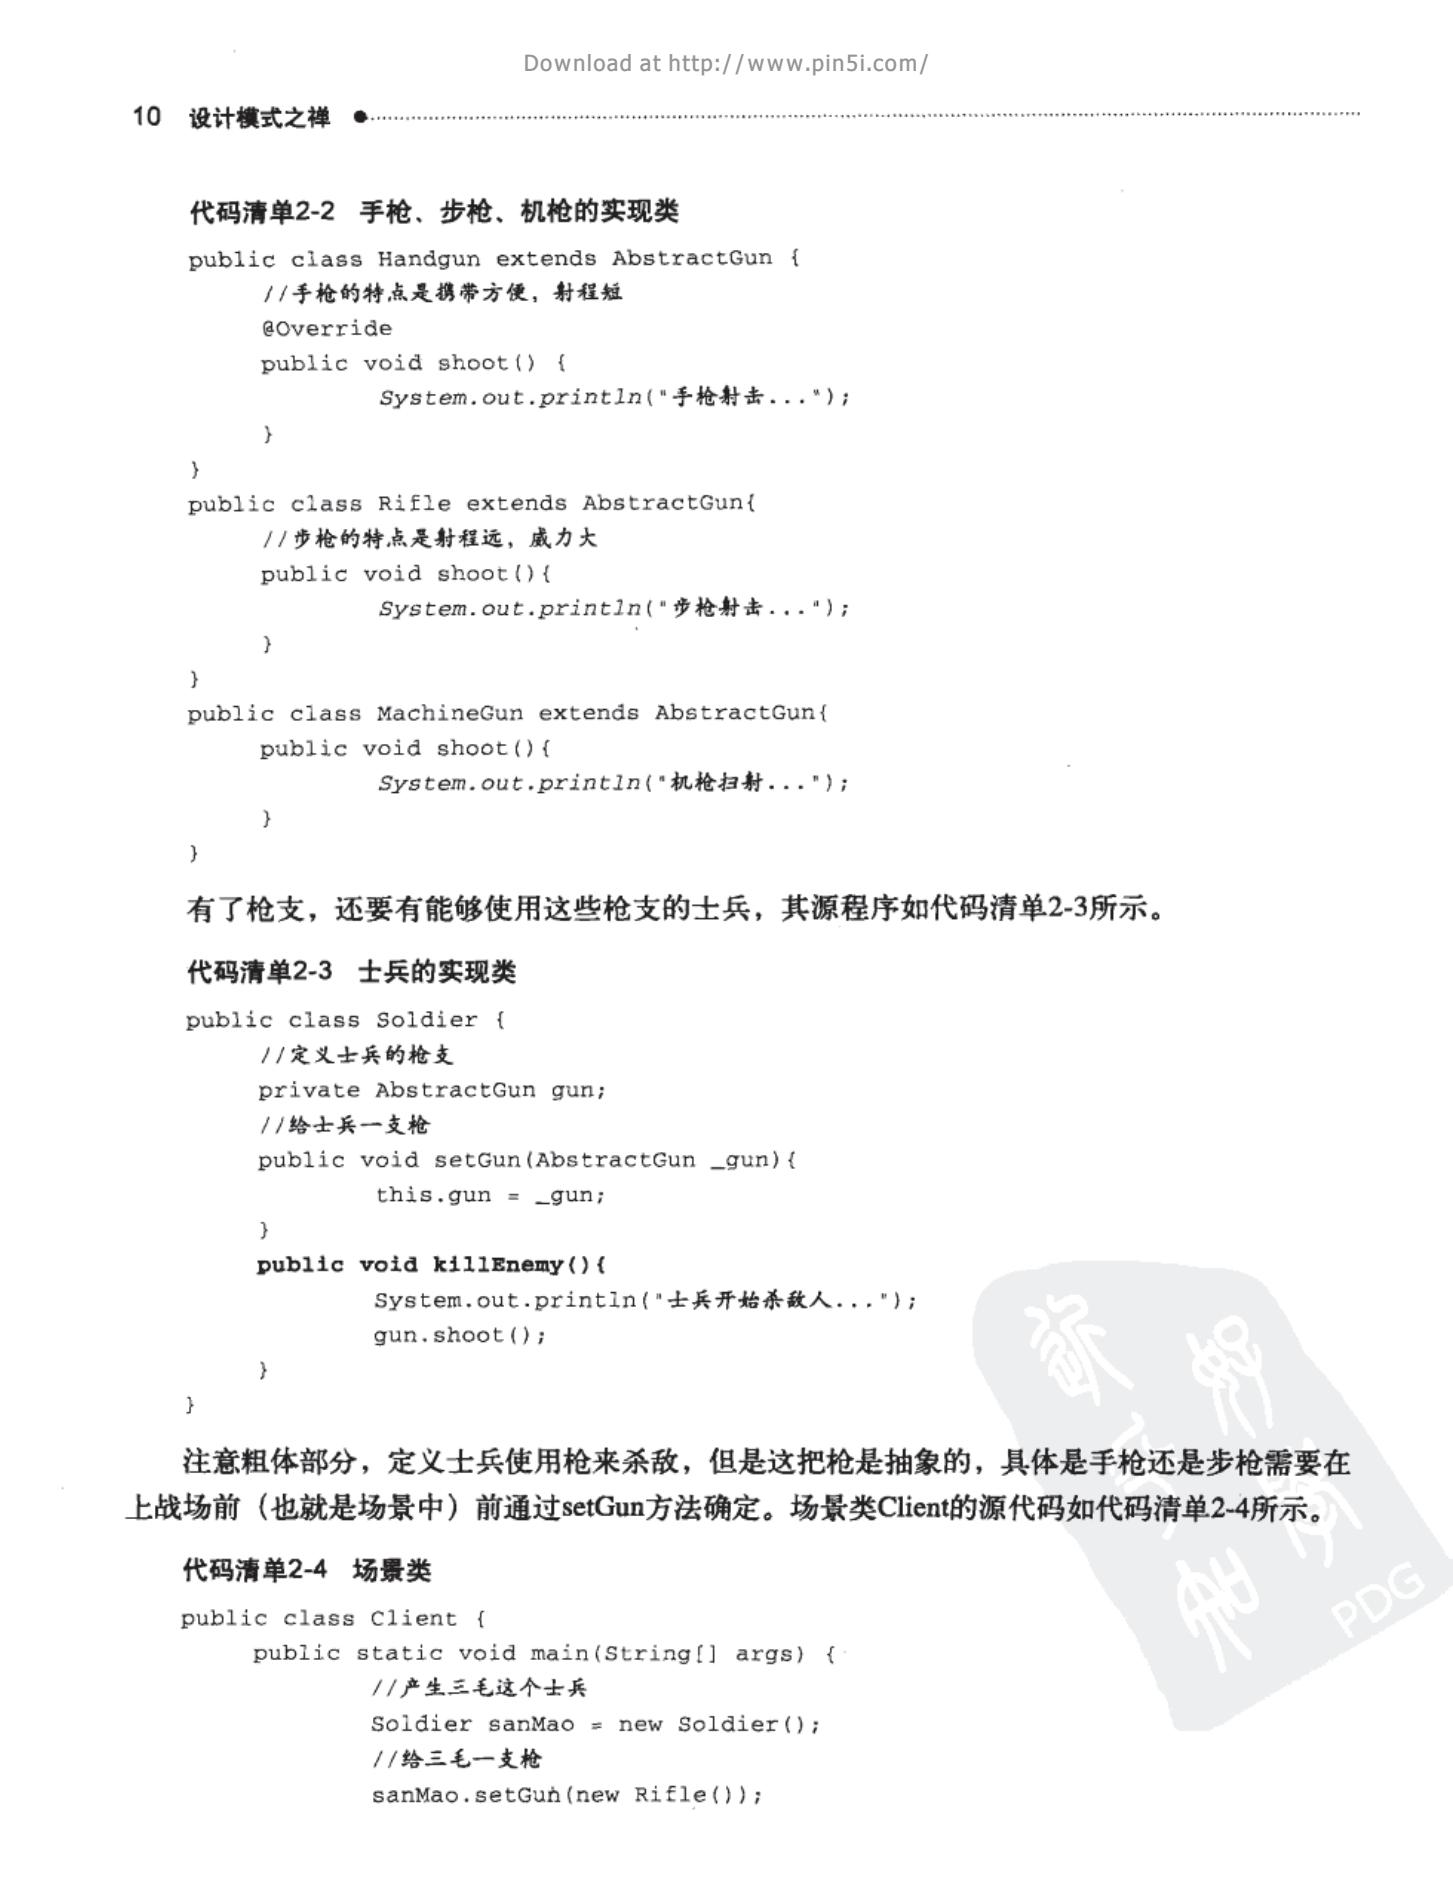 Download at http://www.pin5i.com/
10 设计模式之禅
代码清单2-2 手枪、步枪、机枪的实现类
public class Handgun extends AbstractGun {
//手枪的特点是携带方便，射程短
@Override
public void shoot() {
System.out.println("手枪射击...");
}
}
public class Rifle extends AbstractGun{
//步枪的特点是射程远，威力大
public void shoot(){
System.out.println("步枪射击...");
}
}
public class MachineGun extends AbstractGun{
public void shoot(){
System.out.println("机枪扫射...");
}
}
有了枪支，还要有能够使用这些枪支的士兵，其源程序如代码清单2-3所示。
代码清单2-3 士兵的实现类
public class Soldier {
//定义士兵的枪支
private AbstractGun gun;
//给士兵一支枪
public void setGun(AbstractGun _gun){
this.gun = _gun;
}
public void killEnemy(){
System.out.println("士兵开始杀敌人...");
gun.shoot();
}
}
注意粗体部分，定义士兵使用枪来杀敌，但是这把枪是抽象的，具体是手枪还是步枪需要在
上战场前（也就是场景中）前通过setGun方法确定。场景类Client的源代码如代码清单2-4所示。
代码清单2-4 场景类
public class Client {
public static void main(String[] args) {
//产生三毛这个士兵
Soldier sanMao = new Soldier();
//给三毛一支枪
sanMao.setGun(new Rifle());
PDG